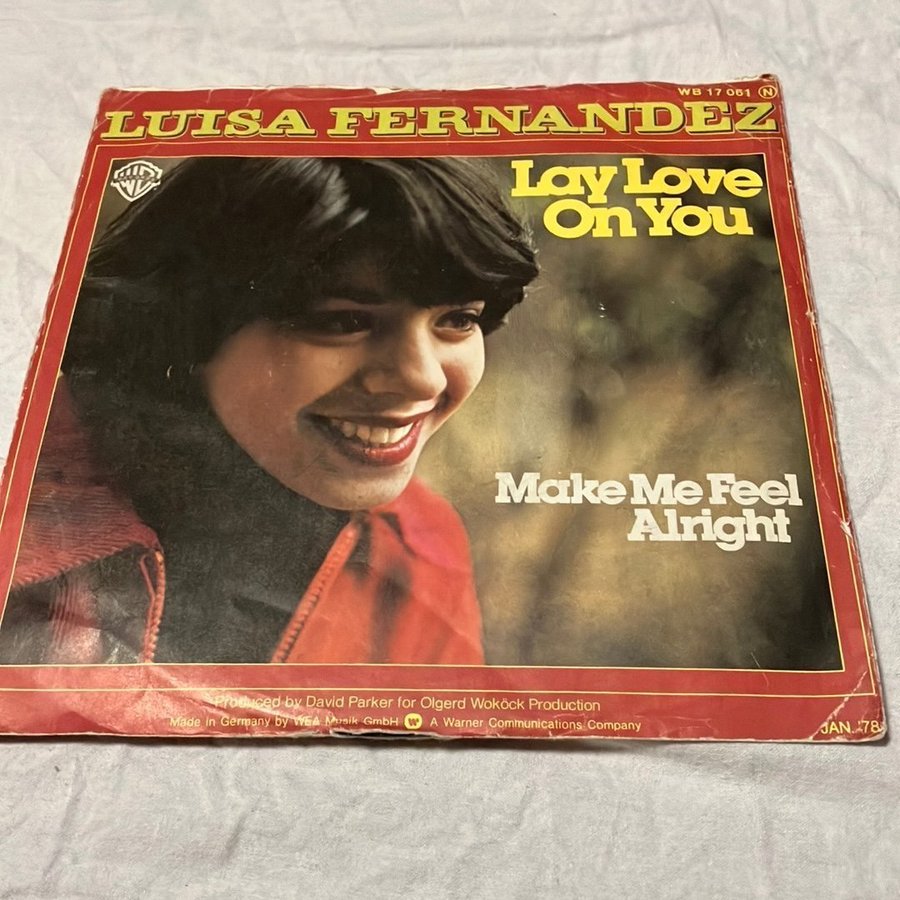 WB 17 061 N
LUISA FERNANDEZ
Lay Love
On You
Make Me Feel
Alright
Produced by David Parker for Olgerd Woköck Production
Made in Germany by WEA Musik GmbH W A Warner Communications Company
JAN. 78